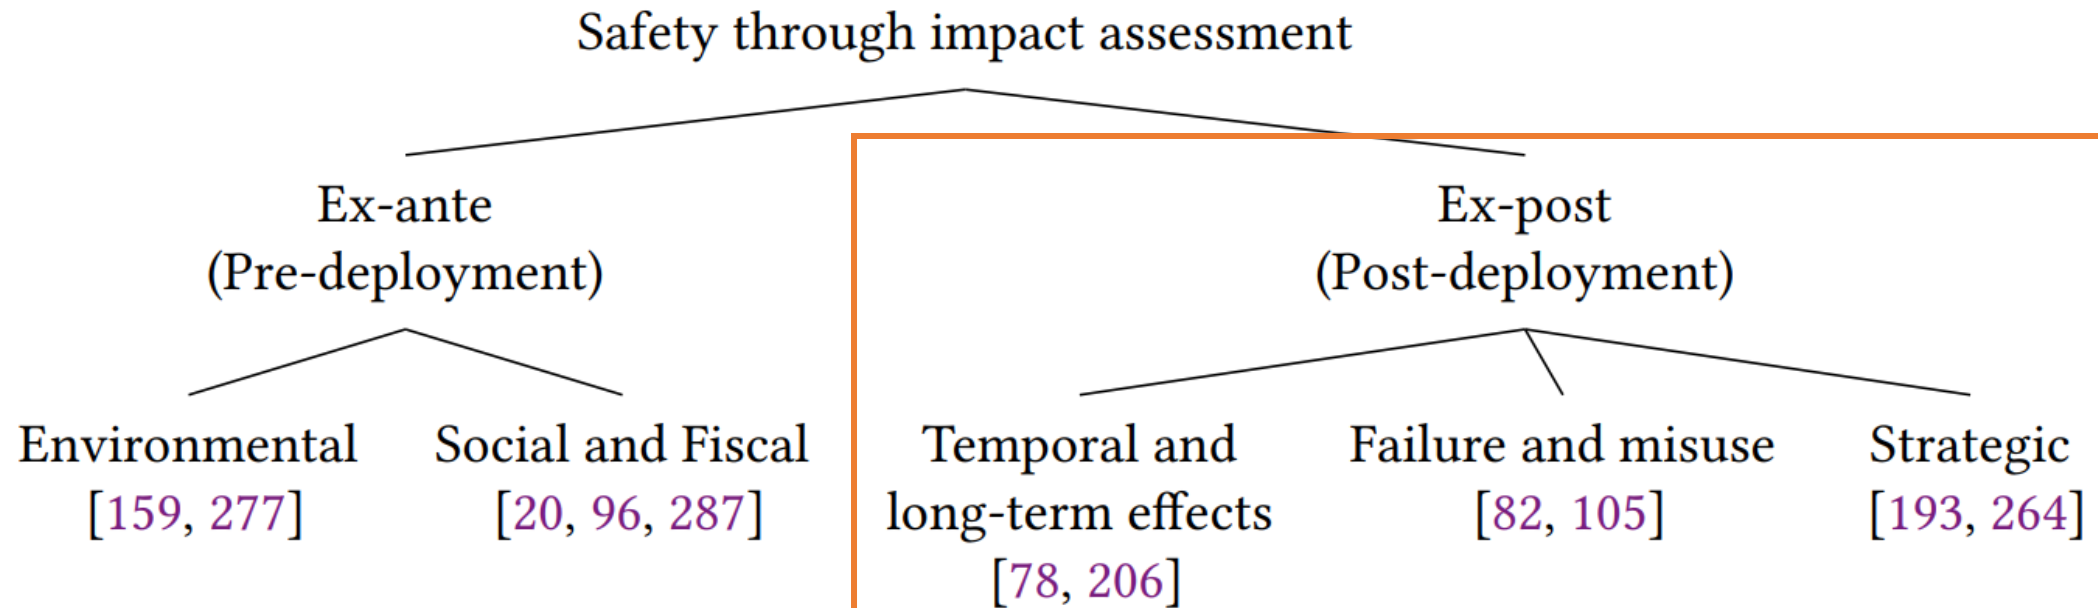 Safety through impact assessment
Ex-ante
(Pre-deployment)
Ex-post
(Post-deployment)
Environmental
[159, 277]
Social and Fiscal
[20, 96, 287]
Temporal and
long-term effects
[78, 206]
Failure and misuse
[82, 105]
Strategic
[193, 264]